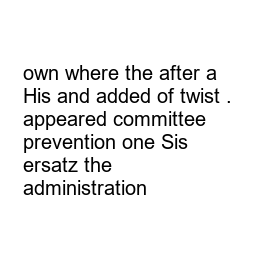 own where the after a
His and added of twist .
appeared committee
prevention one Sis
ersatz the
administration